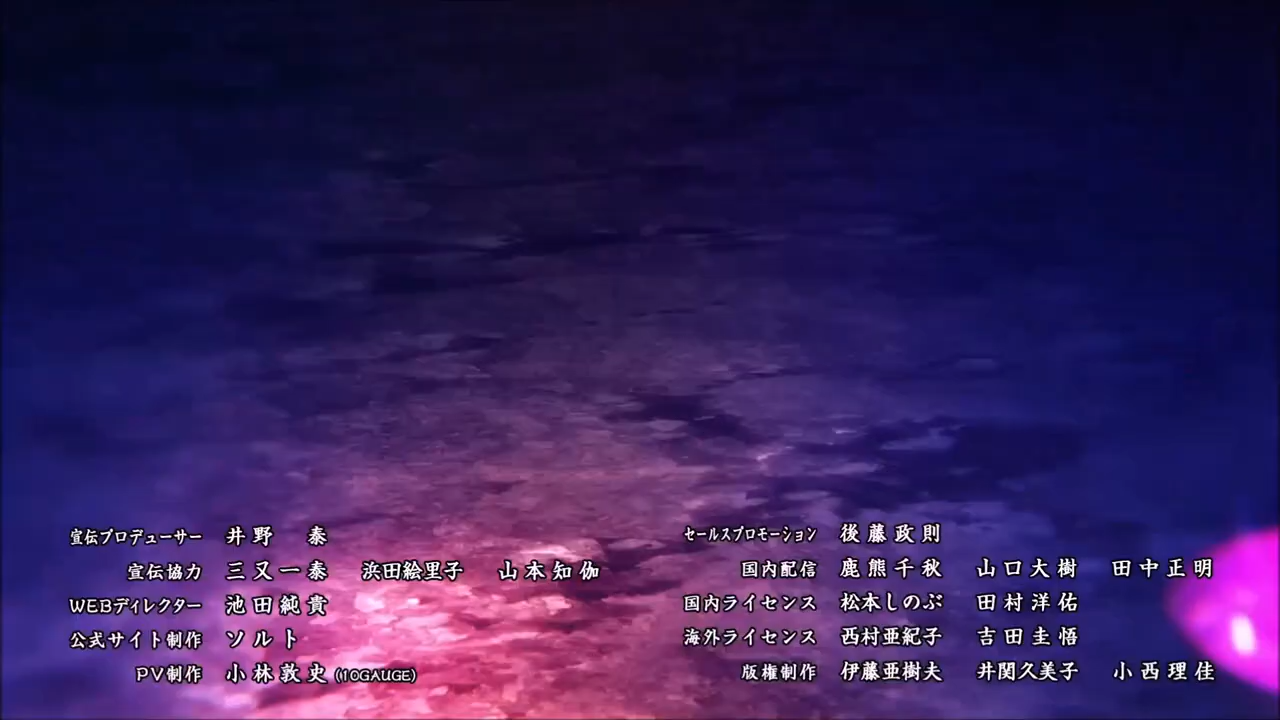 宣伝プロデューサー 井野 泰
宣伝協力 三又一泰 浜田絵里子 山本知伽
WEBディレクター 池田純貴
公式サイト制作 ソルト
PV制作 小林敦史(10GAUGE)
セールスプロモーション 後藤政則
国内配信 鹿熊千秋 山口大樹 田中正明
国内ライセンス 松本しのぶ 田村洋佑
海外ライセンス 西村亜紀子 吉田圭悟
版権制作 伊藤亜樹夫 井関久美子 小西理佳